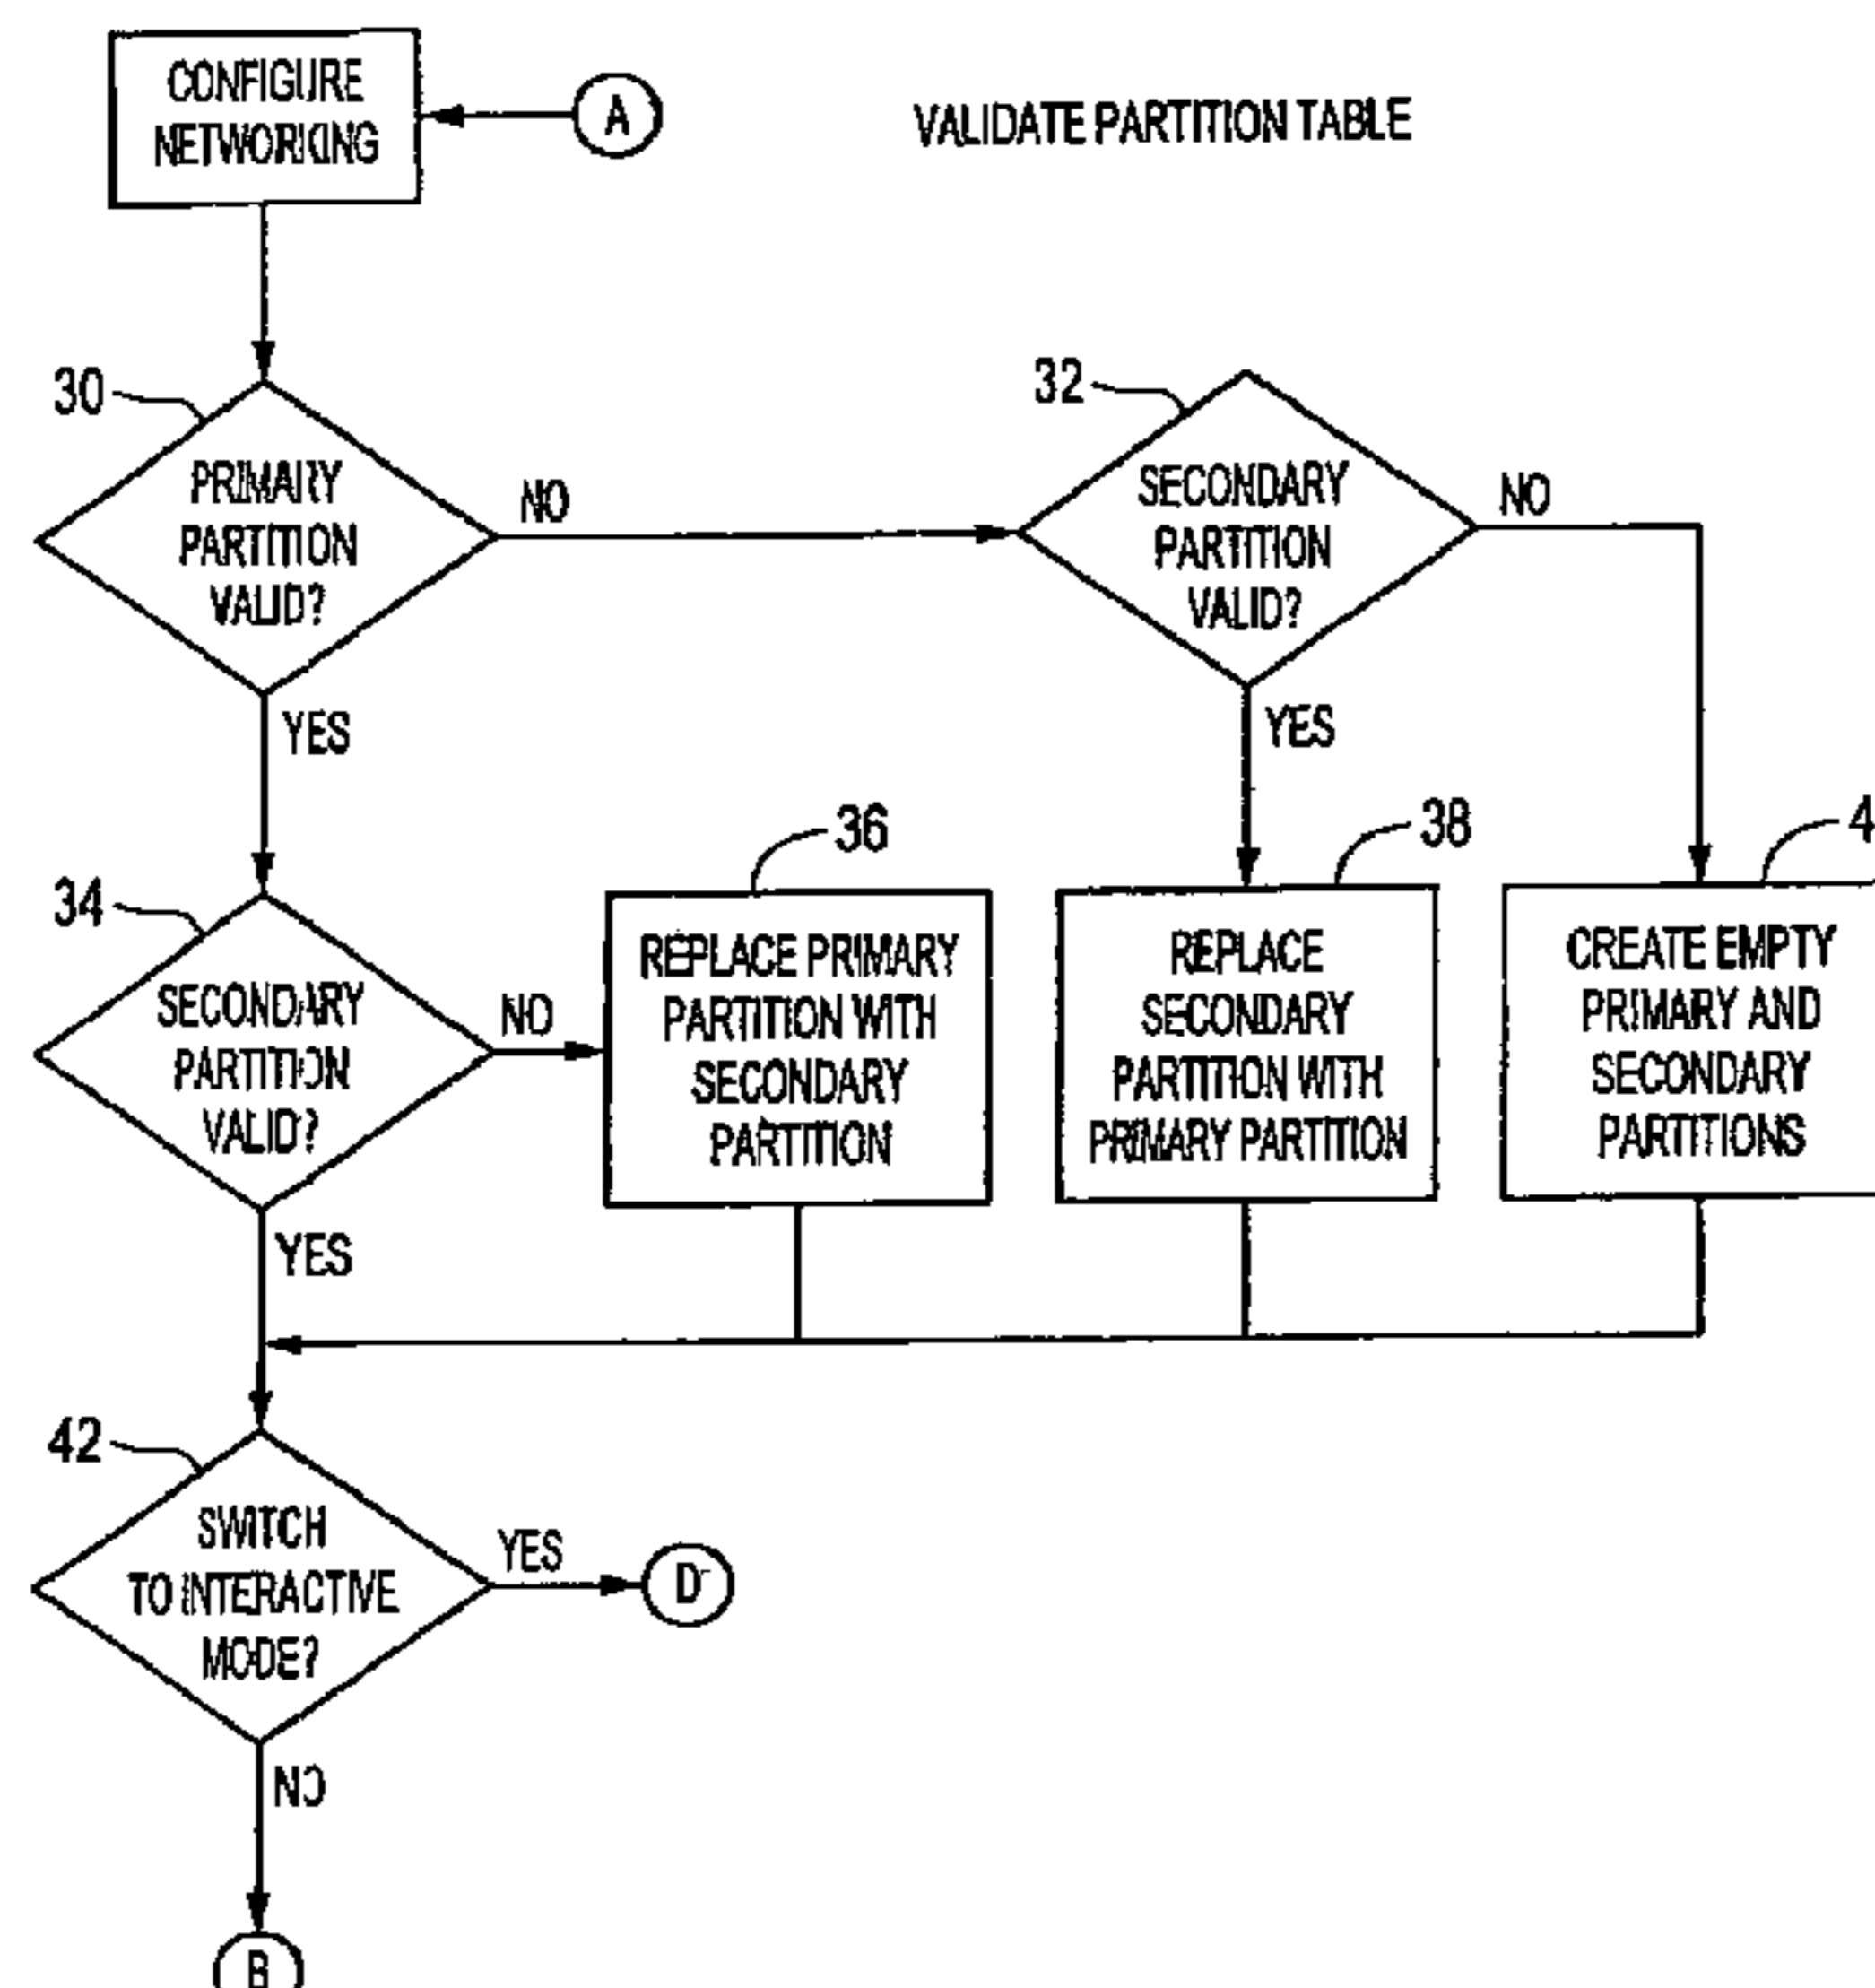 CONFIGURE
NETWORKING
A
VALIDATE PARTITION TABLE
30
PRIMARY
PARTITION
VALID?
NO
32
SECONDARY
PARTITION
VALID?
NO
YES
YES
34
SECONDARY
PARTITION
VALID?
NO
36
REPLACE PRIMARY
PARTITION WITH
SECONDARY
PARTITION
38
REPLACE
SECONDARY
PARTITION WITH
PRIMARY PARTITION
4
CREATE EMPTY
PRIMARY AND
SECONDARY
PARTITIONS
YES
42
SWITCH
TO INTERACTIVE
MODE?
YES
D
NO
B